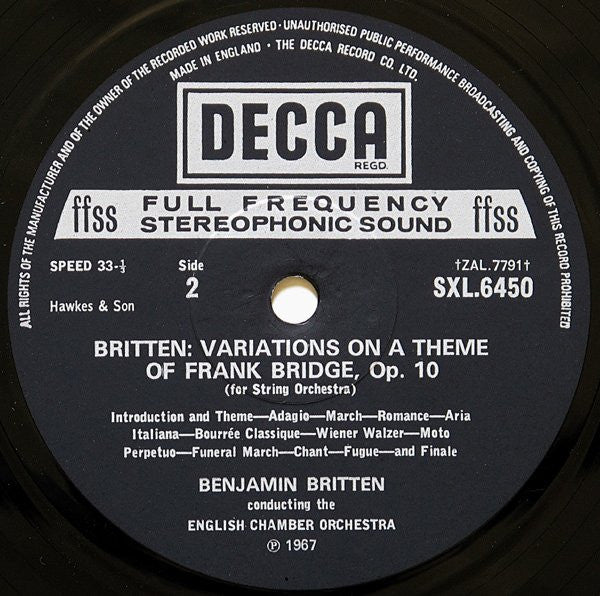 ALL RIGHTS OF THE MANUFACTURER AND OF THE OWNER OF THE RECORDED WORK RESERVED · UNAUTHORISED PUBLIC PERFORMANCE BROADCASTING AND COPYING OF THIS RECORD PROHIBITED
MADE IN ENGLAND · THE DECCA RECORD CO. LTD.
DECCA
REGD.
ffss FULL FREQUENCY ffss
STEREOPHONIC SOUND
SPEED 33-⅓ Side †ZAL.7791†
2 SXL.6450
Hawkes & Son
BRITTEN: VARIATIONS ON A THEME
OF FRANK BRIDGE, Op. 10
(for String Orchestra)
Introduction and Theme—Adagio—March—Romance—Aria
Italiana—Bourrée Classique—Wiener Walzer—Moto
Perpetuo—Funeral March—Chant—Fugue—and Finale
BENJAMIN BRITTEN
conducting the
ENGLISH CHAMBER ORCHESTRA
℗ 1967